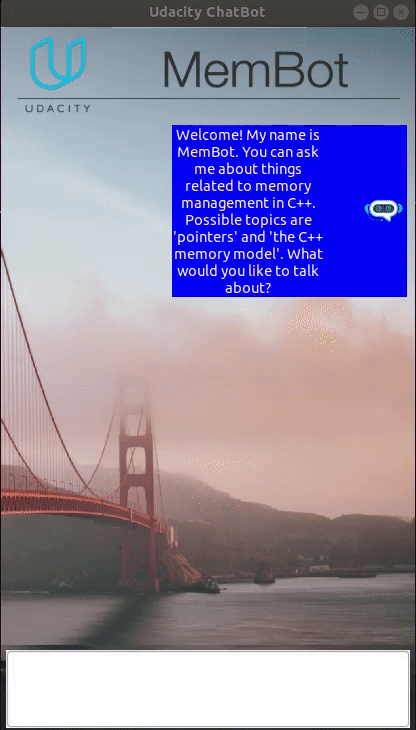 Udacity ChatBot
UDACITY
MemBot
Welcome! My name is
MemBot. You can ask
me about things
related to memory
management in C++.
Possible topics are
'pointers' and 'the C++
memory model'. What
would you like to talk
about?